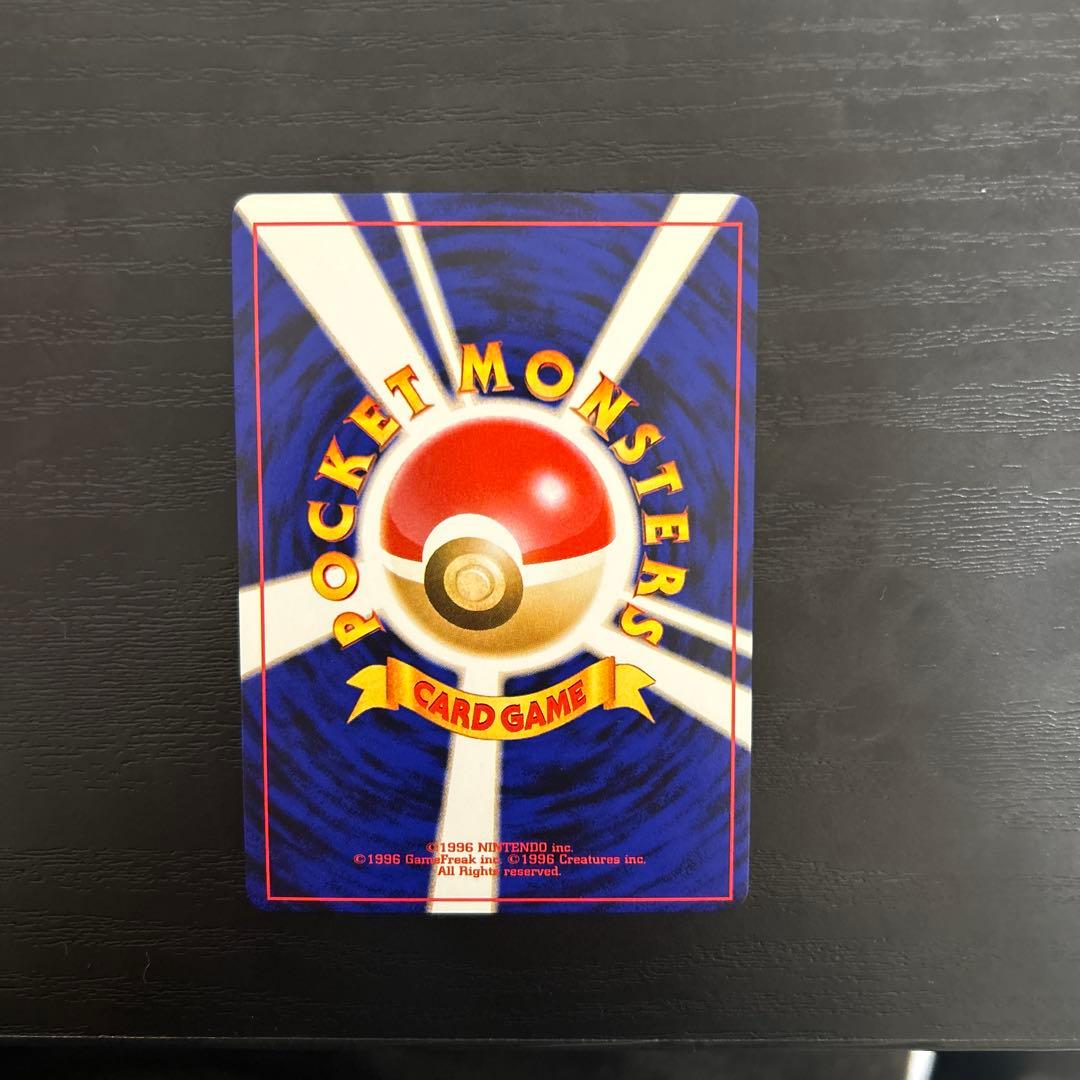 POCKET MONSTERS
CARD GAME
©1996 NINTENDO inc.
©1996 GameFreak inc. ©1996 Creatures inc.
All Rights reserved.